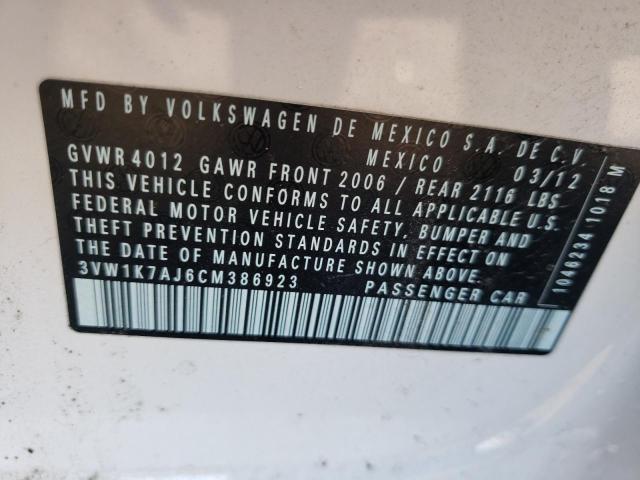 MFD BY VOLKSWAGEN DE MEXICO S.A. DE C.V.
MEXICO 03/12
GVWR 4012 GAWR FRONT 2006 / REAR 2116 LBS
THIS VEHICLE CONFORMS TO ALL APPLICABLE U.S.
FEDERAL MOTOR VEHICLE SAFETY, BUMPER AND
THEFT PREVENTION STANDARDS IN EFFECT ON
THE DATE OF MANUFACTURE SHOWN ABOVE.
3VW1K7AJ6CM386923 PASSENGER CAR
1046234 1018 M